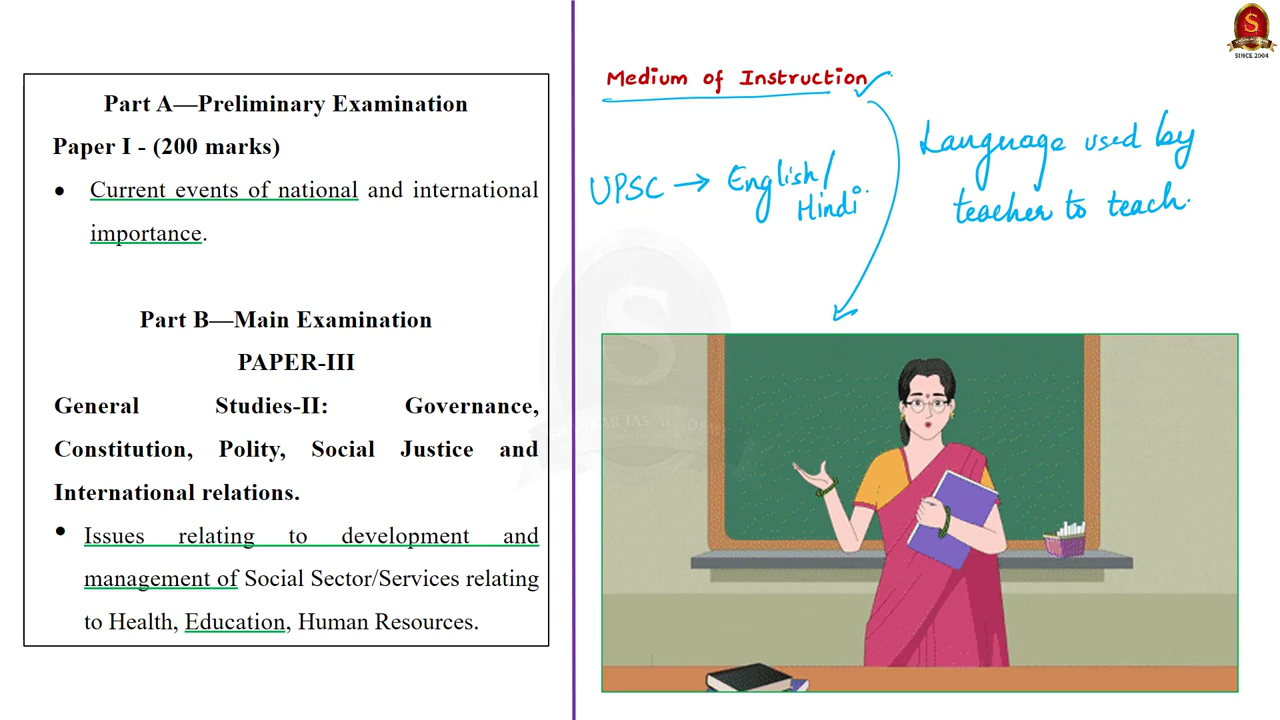 Part A—Preliminary Examination
Paper I - (200 marks)
• Current events of national and international
importance.
Part B—Main Examination
PAPER-III
General Studies-II: Governance,
Constitution, Polity, Social Justice and
International relations.
• Issues relating to development and
management of Social Sector/Services relating
to Health, Education, Human Resources.
Medium of Instruction
UPSC → English/
Hindi.
Language used by
teacher to teach.
S
SINCE 2004